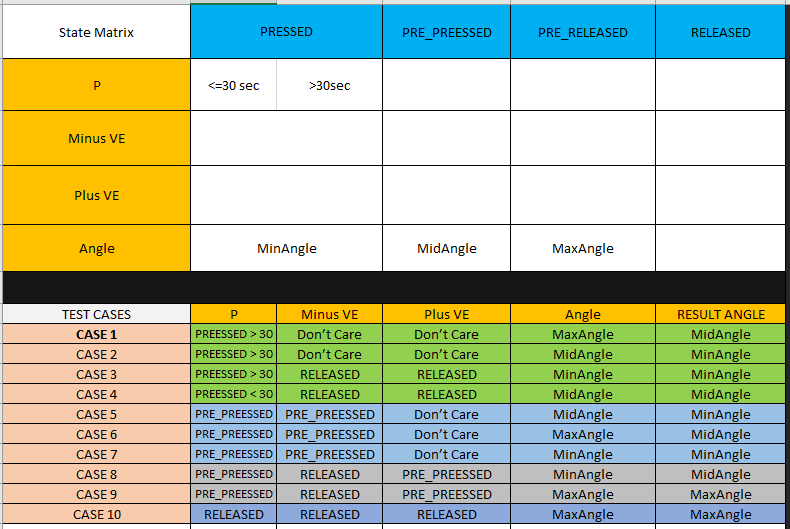 State Matrix PRESSED PRE_PREESSED PRE_RELEASED RELEASED
P <=30 sec >30sec
Minus VE
Plus VE
Angle MinAngle MidAngle MaxAngle
TEST CASES P Minus VE Plus VE Angle RESULT ANGLE
CASE 1 PREESSED > 30 Don't Care Don't Care MaxAngle MidAngle
CASE 2 PREESSED > 30 Don't Care Don't Care MidAngle MinAngle
CASE 3 PREESSED > 30 RELEASED RELEASED MinAngle MinAngle
CASE 4 PREESSED < 30 RELEASED RELEASED MidAngle MidAngle
CASE 5 PRE_PREESSED PRE_PREESSED Don't Care MidAngle MinAngle
CASE 6 PRE_PREESSED PRE_PREESSED Don't Care MaxAngle MidAngle
CASE 7 PRE_PREESSED PRE_PREESSED Don't Care MidAngle MinAngle
CASE 8 PRE_PREESSED RELEASED PRE_PREESSED MinAngle MidAngle
CASE 9 PRE_PREESSED RELEASED PRE_PREESSED MaxAngle MaxAngle
CASE 10 RELEASED RELEASED RELEASED MaxAngle MaxAngle